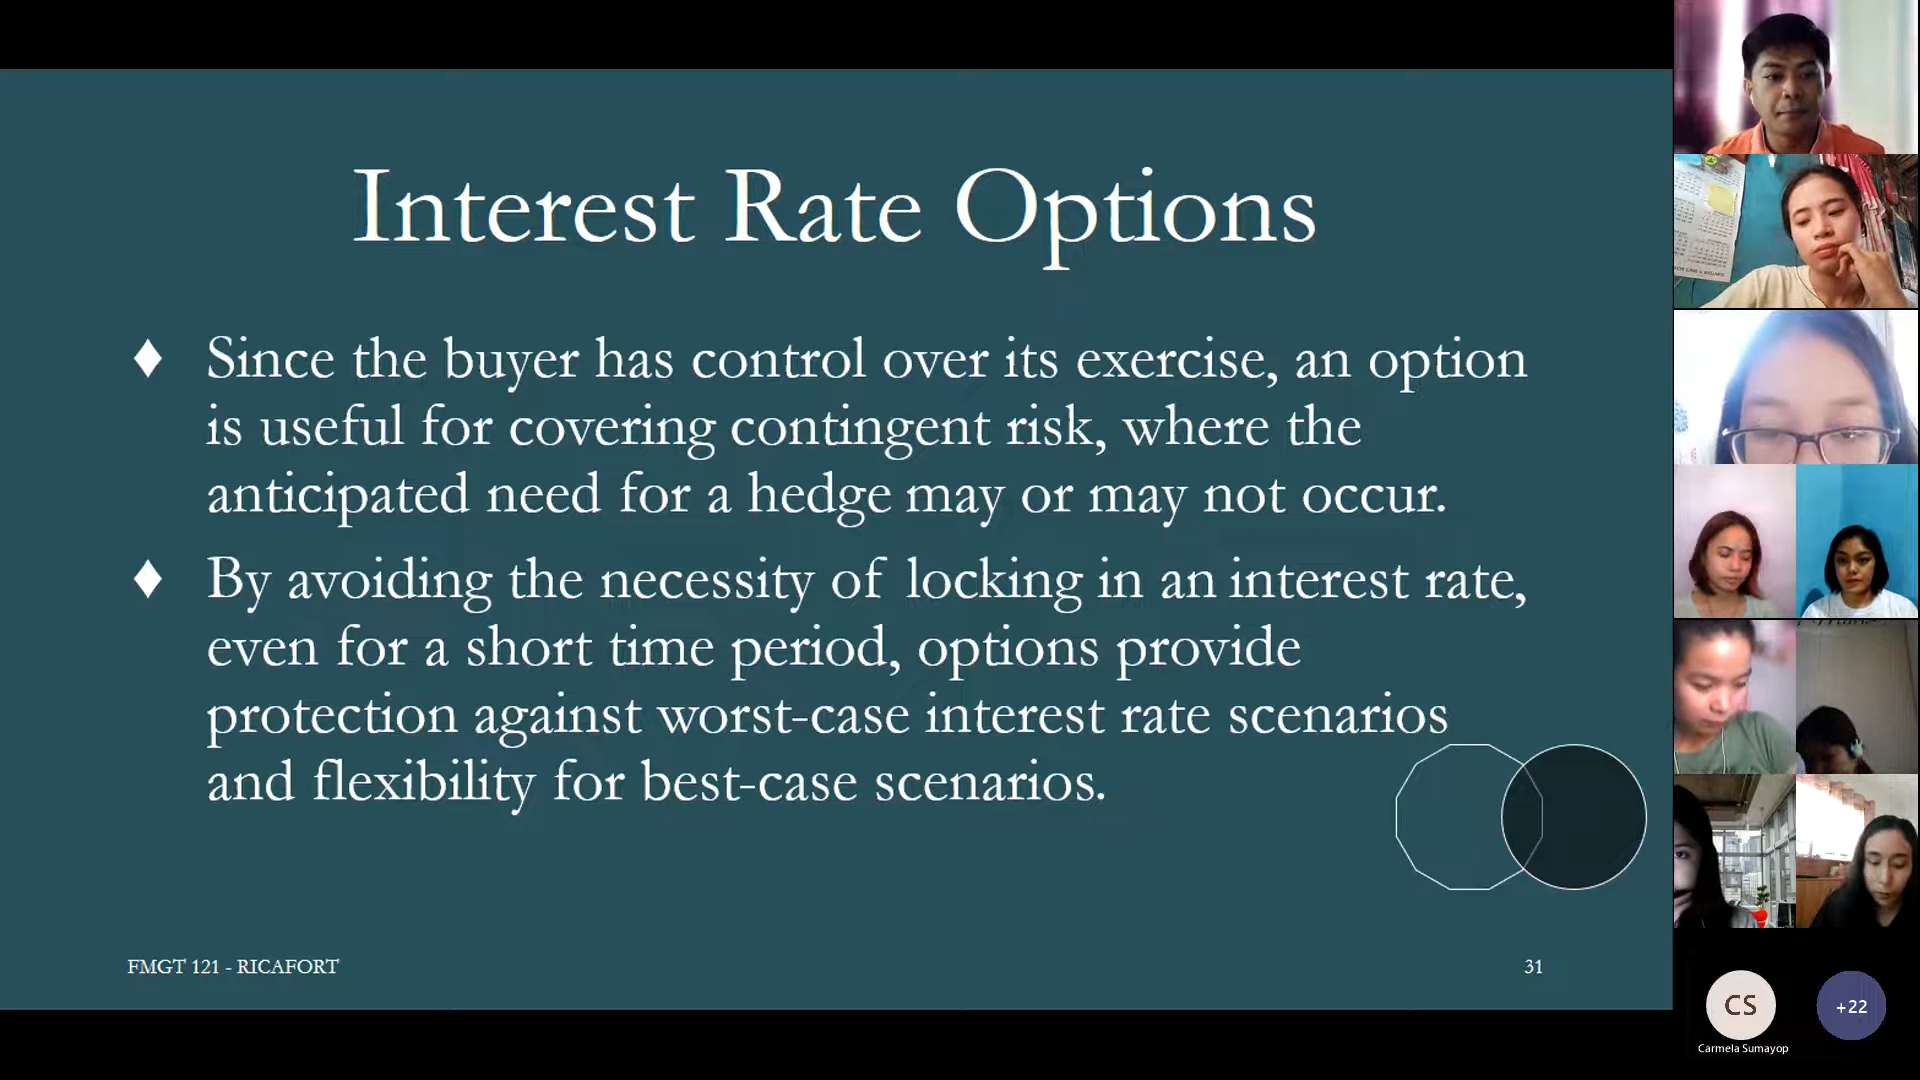 Interest Rate Options
♦ Since the buyer has control over its exercise, an option
is useful for covering contingent risk, where the
anticipated need for a hedge may or may not occur.
♦ By avoiding the necessity of locking in an interest rate,
even for a short time period, options provide
protection against worst-case interest rate scenarios
and flexibility for best-case scenarios.
FMGT 121 - RICAFORT
31
CS
+22
Carmela Sumayop